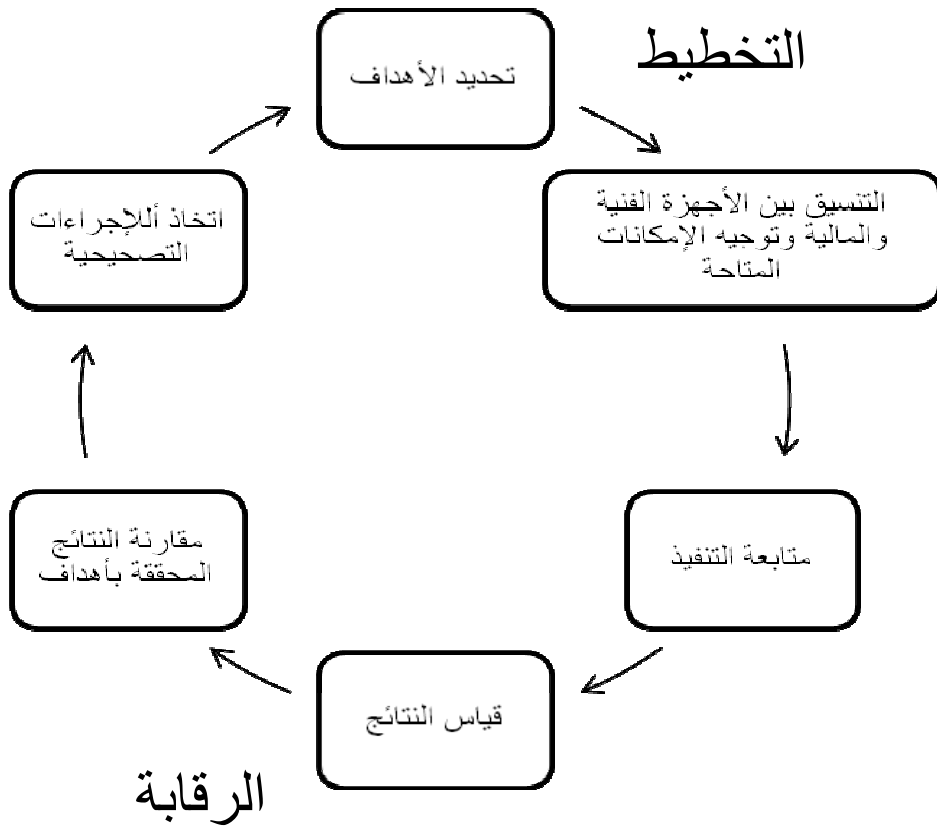 التخطيط
تحديد الأهداف
التنسيق بين الأجهزة الفنية
والمالية وتوجيه الإمكانات
المتاحة
متابعة التنفيذ
قياس النتائج
مقارنة النتائج
المحققة بأهداف
اتخاذ أللإجراءات
التصحيحية
الرقابة